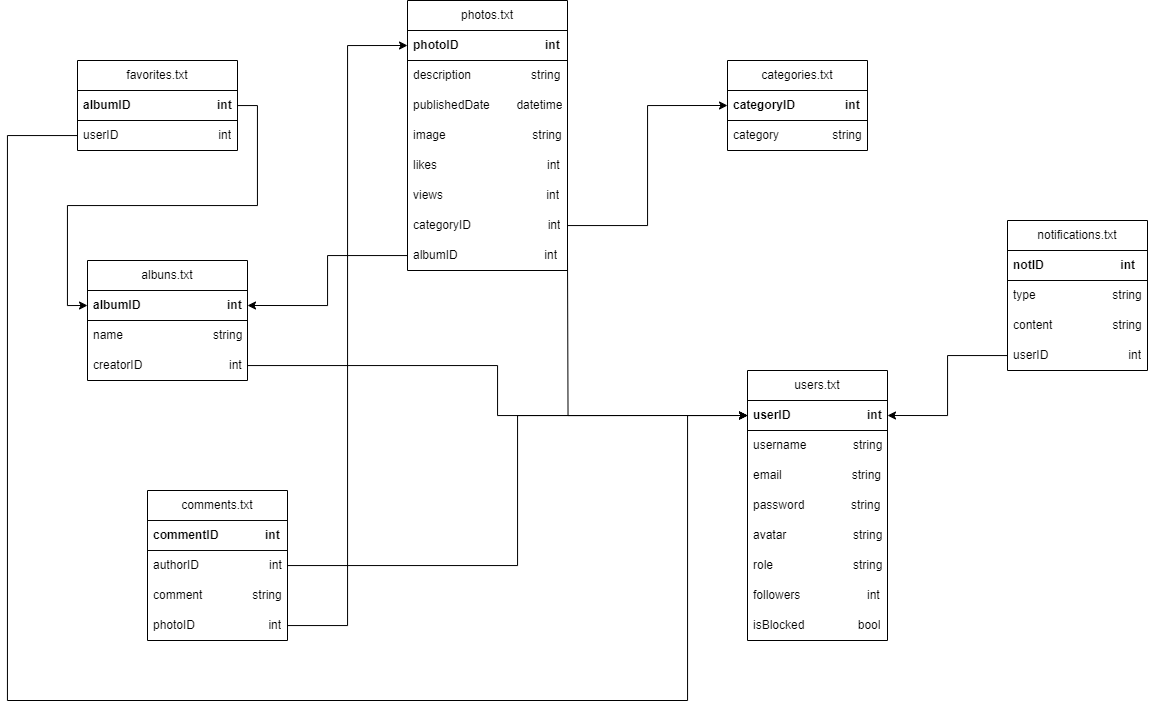 photos.txt
photoID int
description string
publishedDate datetime
image string
likes int
views int
categoryID int
albumID int
favorites.txt
albumID int
userID int
categories.txt
categoryID int
category string
notifications.txt
notID int
type string
content string
userID int
albuns.txt
albumID int
name string
creatorID int
users.txt
userID int
username string
email string
password string
avatar string
role string
followers int
isBlocked bool
comments.txt
commentID int
authorID int
comment string
photoID int